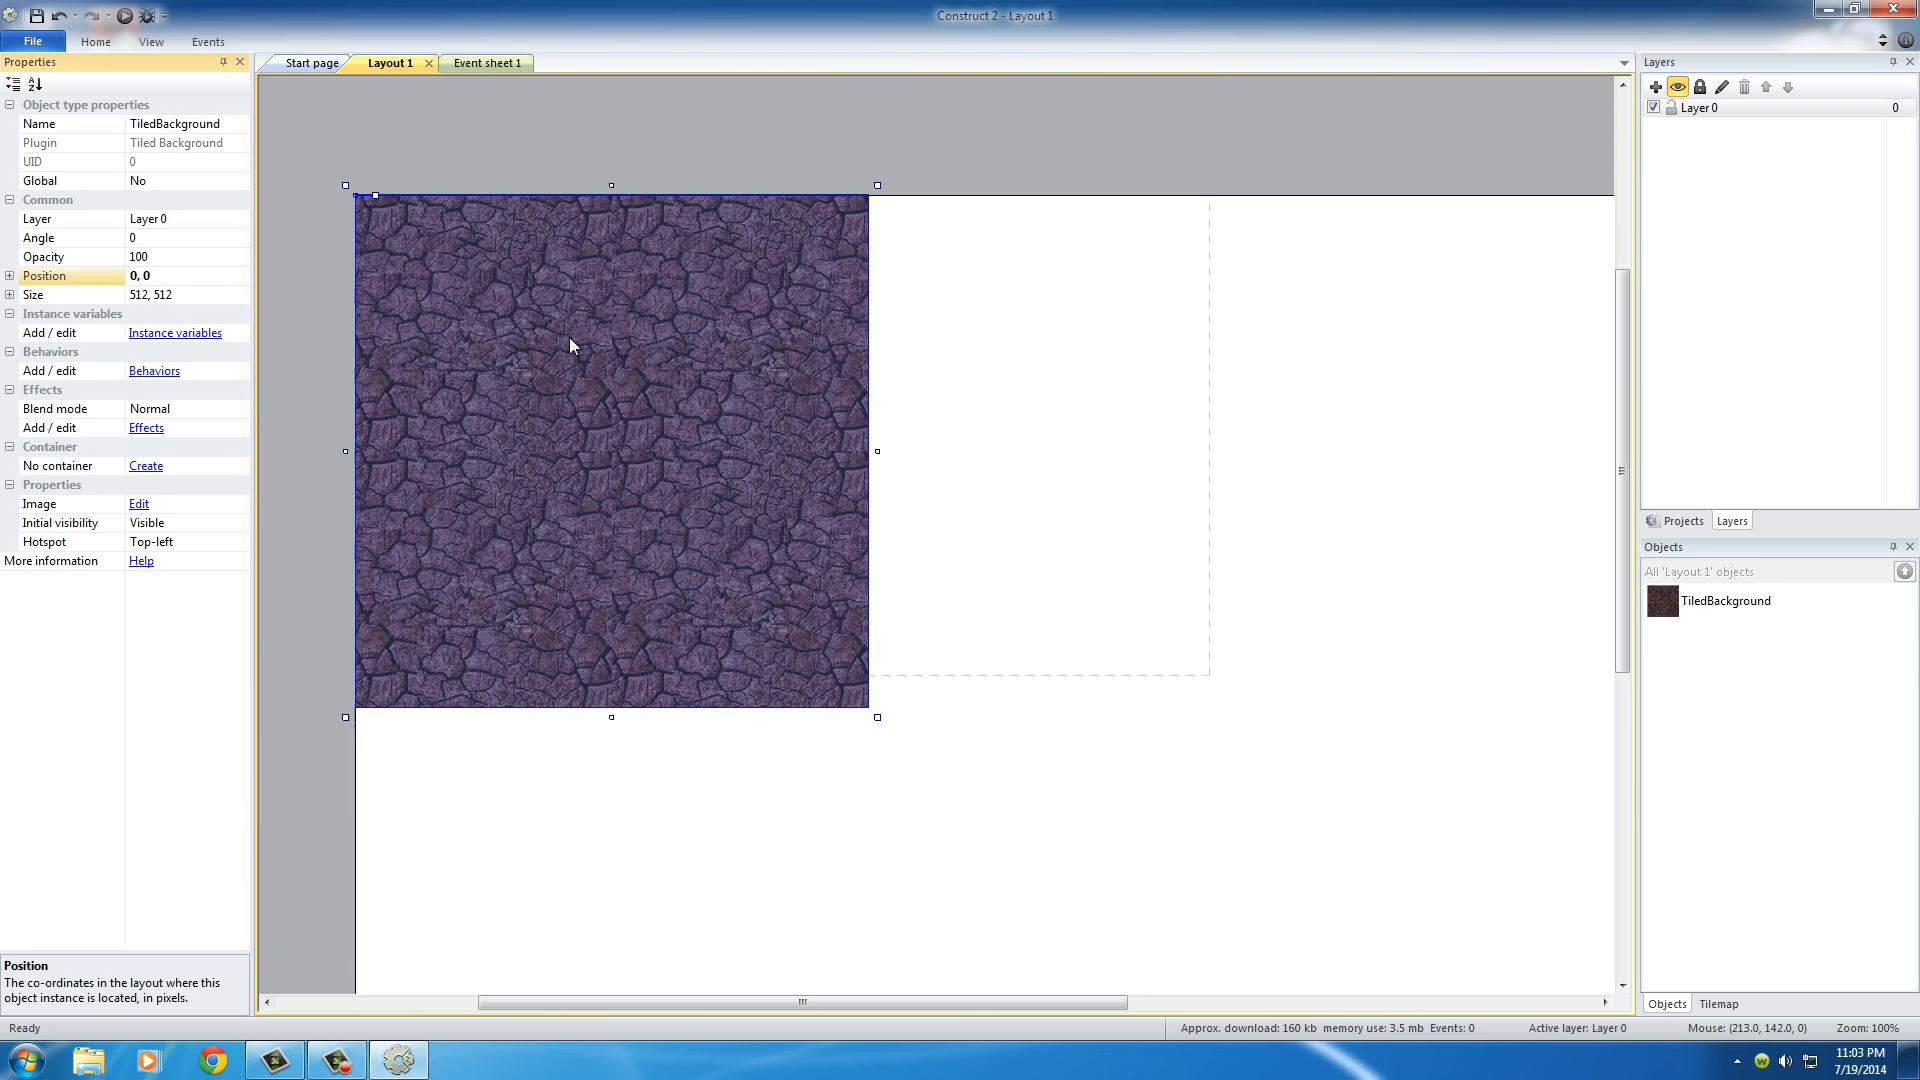 Construct 2 - Layout 1
File Home View Events
Properties
Object type properties
Name TiledBackground
Plugin Tiled Background
UID 0
Global No
Common
Layer Layer 0
Angle 0
Opacity 100
Position 0, 0
Size 512, 512
Instance variables
Add / edit Instance variables
Behaviors
Add / edit Behaviors
Effects
Blend mode Normal
Add / edit Effects
Container
No container Create
Properties
Image Edit
Initial visibility Visible
Hotspot Top-left
More information Help
Position
The co-ordinates in the layout where this
object instance is located, in pixels.
Start page Layout 1 Event sheet 1
Layers
Layer 0 0
Projects Layers
Objects
All 'Layout 1' objects
TiledBackground
Objects Tilemap
Ready
Approx. download: 160 kb memory use: 3.5 mb Events: 0
Active layer: Layer 0
Mouse: (213.0, 142.0, 0)
Zoom: 100%
11:03 PM
7/19/2014